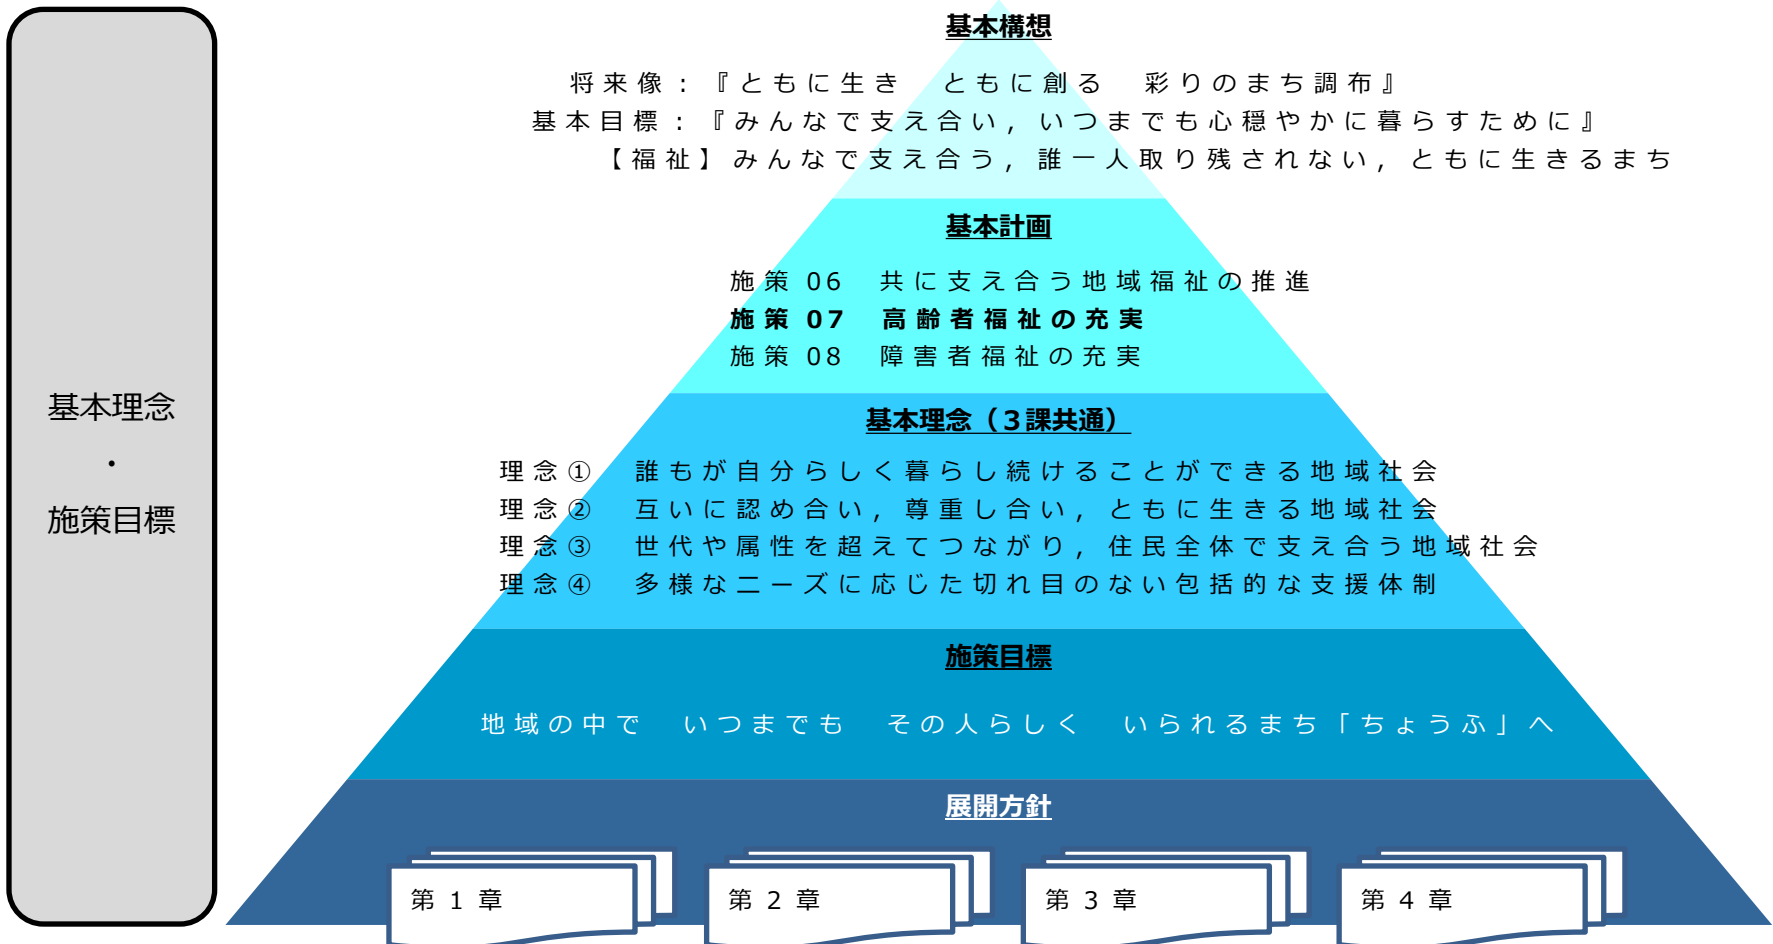 基本理念
・
施策目標
基本構想
将来像：『ともに生き　ともに創る　彩りのまち調布』
基本目標：『みんなで支え合い，いつまでも心穏やかに暮らすために』
【福祉】みんなで支え合う，誰一人取り残されない，ともに生きるまち
基本計画
施策 06　共に支え合う地域福祉の推進
施策 07　高齢者福祉の充実
施策 08　障害者福祉の充実
基本理念（３課共通）
理念①　誰もが自分らしく暮らし続けることができる地域社会
理念②　互いに認め合い，尊重し合い，ともに生きる地域社会
理念③　世代や属性を超えてつながり，住民全体で支え合う地域社会
理念④　多様なニーズに応じた切れ目のない包括的な支援体制
施策目標
地域の中で　いつまでも　その人らしく　いられるまち「ちょうふ」へ
展開方針
第 1 章
第 2 章
第 3 章
第 4 章